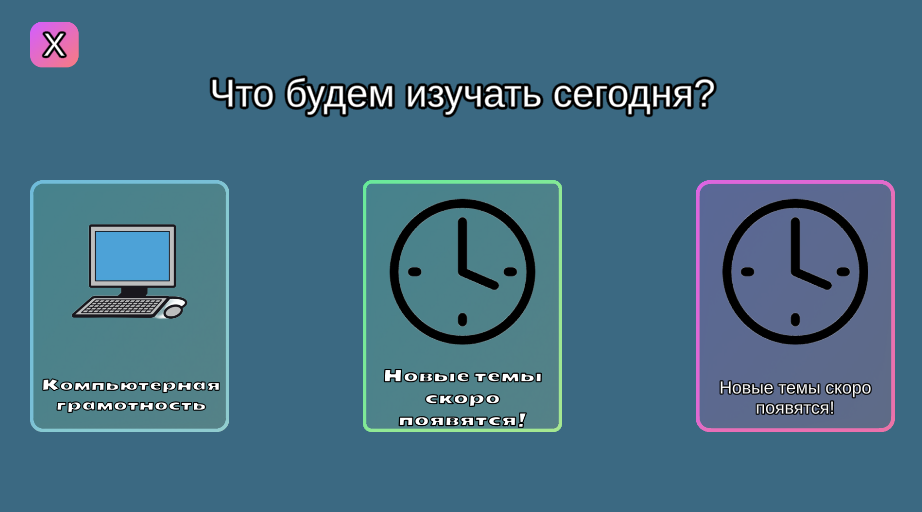 X
Что будем изучать сегодня?
Компьютерная
грамотность
Новые темы
скоро
появятся!
Новые темы скоро
появятся!